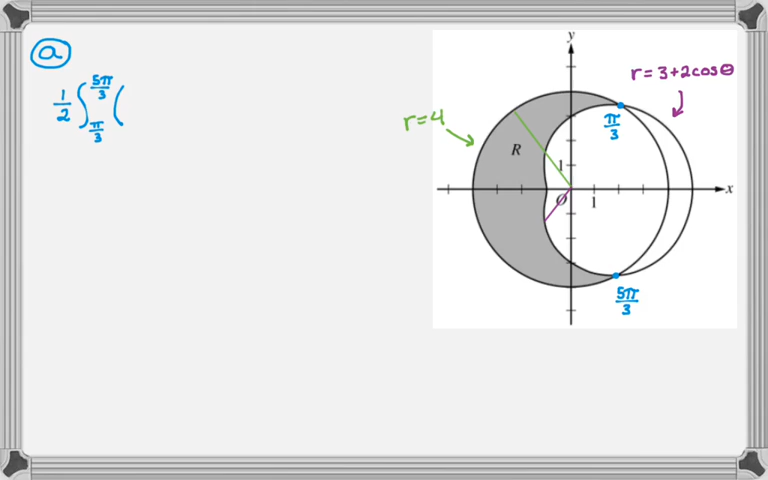 a
1/2 ∫_{π/3}^{5π/3} (
y
r = 3+2cosθ
r=4
π/3
R
1
O
1
x
5π/3